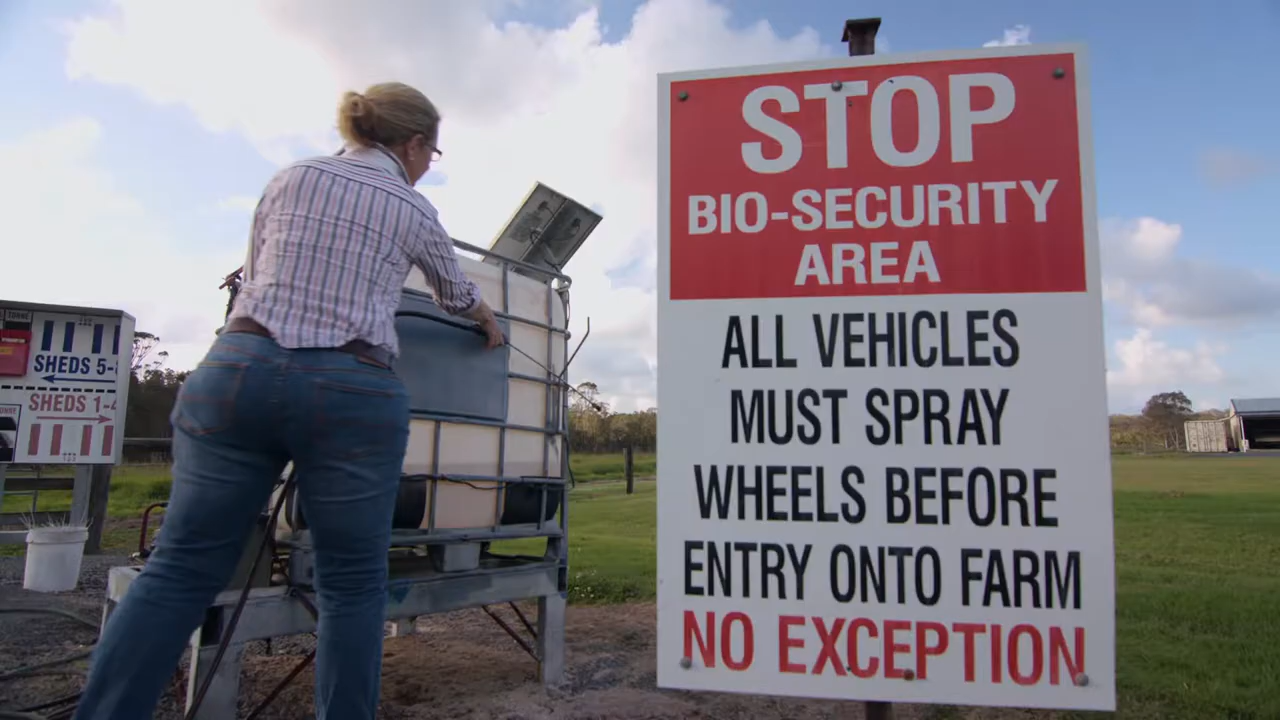 STOP
BIO-SECURITY
AREA
ALL VEHICLES
MUST SPRAY
WHEELS BEFORE
ENTRY ONTO FARM
NO EXCEPTION
SHEDS 5-
SHEDS 1-4